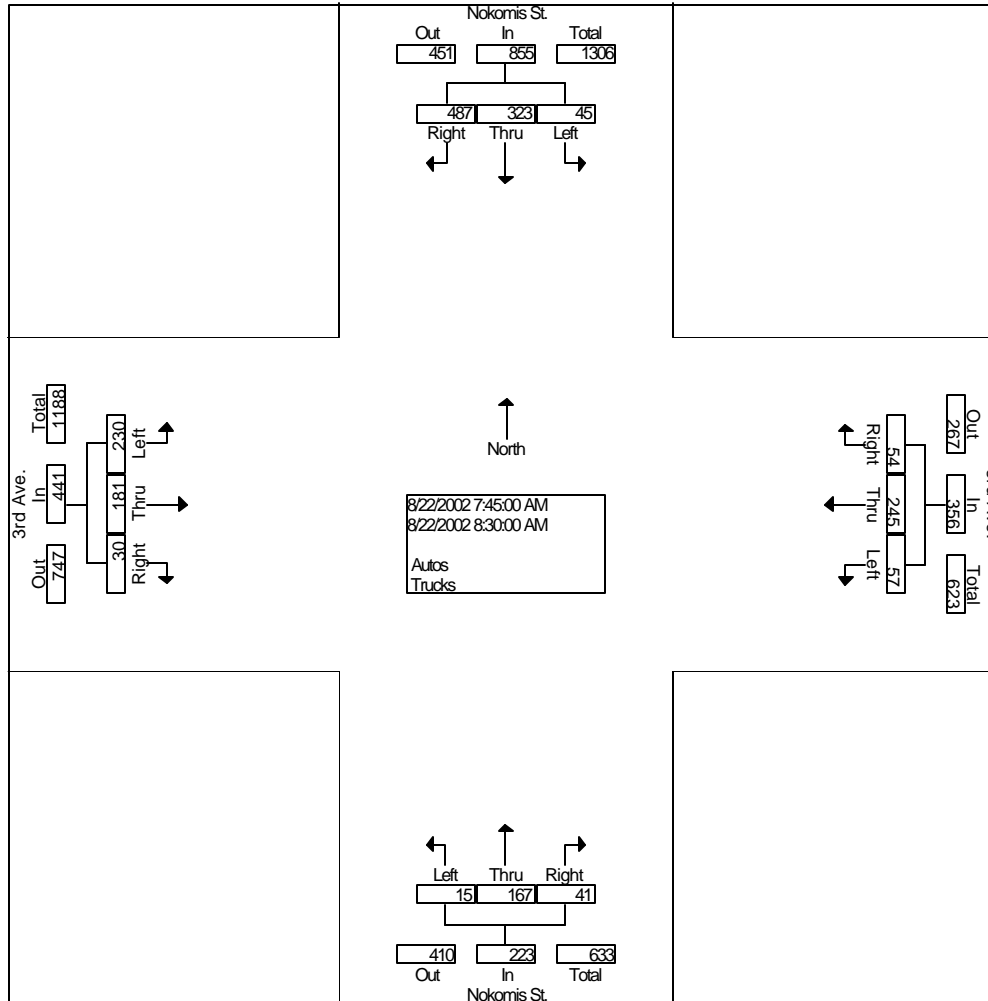 Nokomis St.
Out In Total
451 855 1306
487 323 45
Right Thru Left
3rd Ave.
Total In Out
1188 441 747
230 181 30
Left Thru Right
North
8/22/2002 7:45:00 AM
8/22/2002 8:30:00 AM
Autos
Trucks
Right Thru Left
54 245 57
Out In Total
267 356 623
Left Thru Right
15 167 41
410 223 633
Out In Total
Nokomis St.